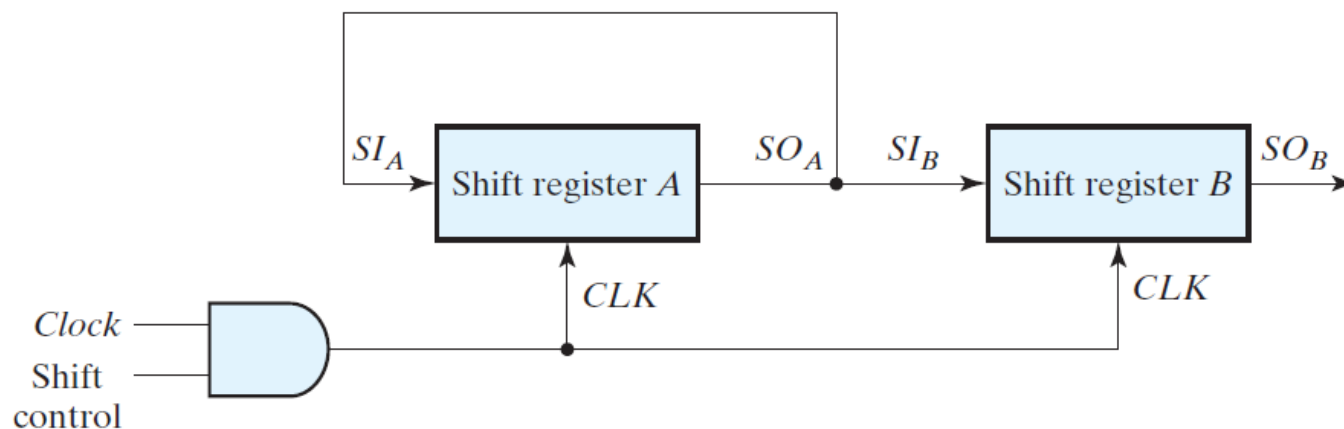 SI_A
Shift register A
SO_A
SI_B
Shift register B
SO_B
CLK
CLK
Clock
Shift
control